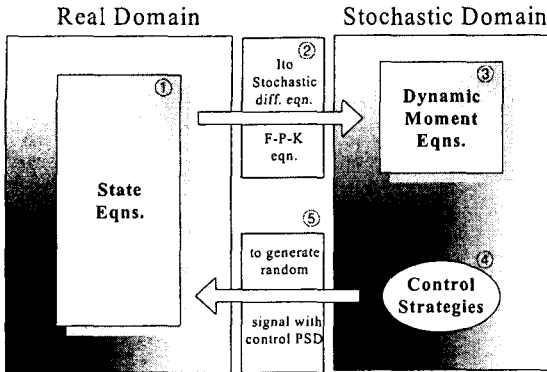 Real Domain
Stochastic Domain
①
State
Eqns.
②
Ito
Stochastic
diff. eqn.
F-P-K
eqn.
③
Dynamic
Moment
Eqns.
④
Control
Strategies
⑤
to generate
random
signal with
control PSD